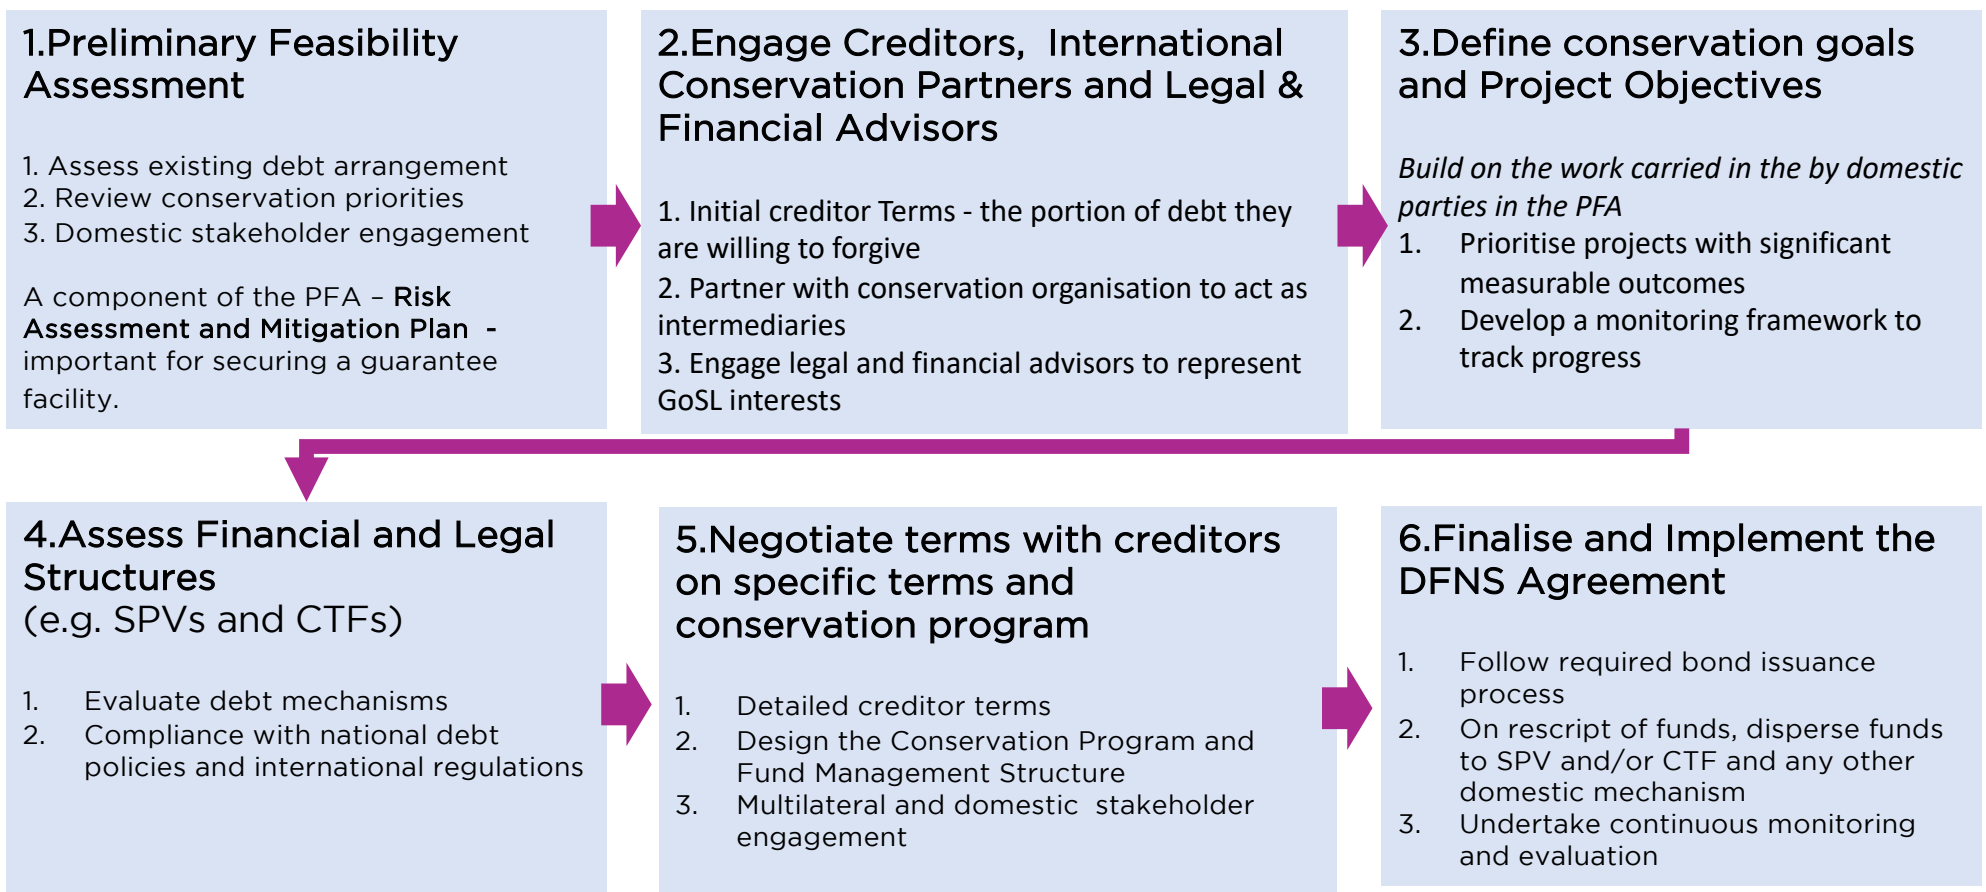 1.Preliminary Feasibility
Assessment
1. Assess existing debt arrangement
2. Review conservation priorities
3. Domestic stakeholder engagement
A component of the PFA – Risk
Assessment and Mitigation Plan -
important for securing a guarantee
facility.
2.Engage Creditors, International
Conservation Partners and Legal &
Financial Advisors
1. Initial creditor Terms - the portion of debt they
are willing to forgive
2. Partner with conservation organisation to act as
intermediaries
3. Engage legal and financial advisors to represent
GoSL interests
3.Define conservation goals
and Project Objectives
Build on the work carried in the by domestic
parties in the PFA
1. Prioritise projects with significant
measurable outcomes
2. Develop a monitoring framework to
track progress
4.Assess Financial and Legal
Structures
(e.g. SPVs and CTFs)
1. Evaluate debt mechanisms
2. Compliance with national debt
policies and international regulations
5.Negotiate terms with creditors
on specific terms and
conservation program
1. Detailed creditor terms
2. Design the Conservation Program and
Fund Management Structure
3. Multilateral and domestic stakeholder
engagement
6.Finalise and Implement the
DFNS Agreement
1. Follow required bond issuance
process
2. On rescript of funds, disperse funds
to SPV and/or CTF and any other
domestic mechanism
3. Undertake continuous monitoring
and evaluation